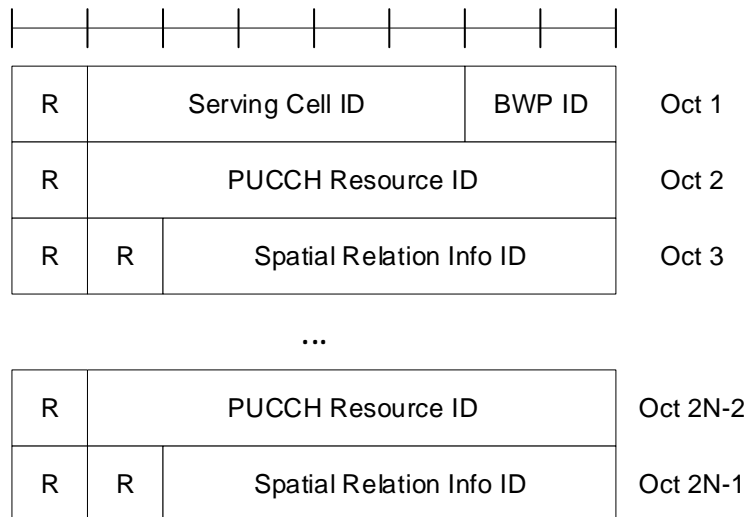 R Serving Cell ID BWP ID Oct 1
R PUCCH Resource ID Oct 2
R R Spatial Relation Info ID Oct 3
...
R PUCCH Resource ID Oct 2N-2
R R Spatial Relation Info ID Oct 2N-1